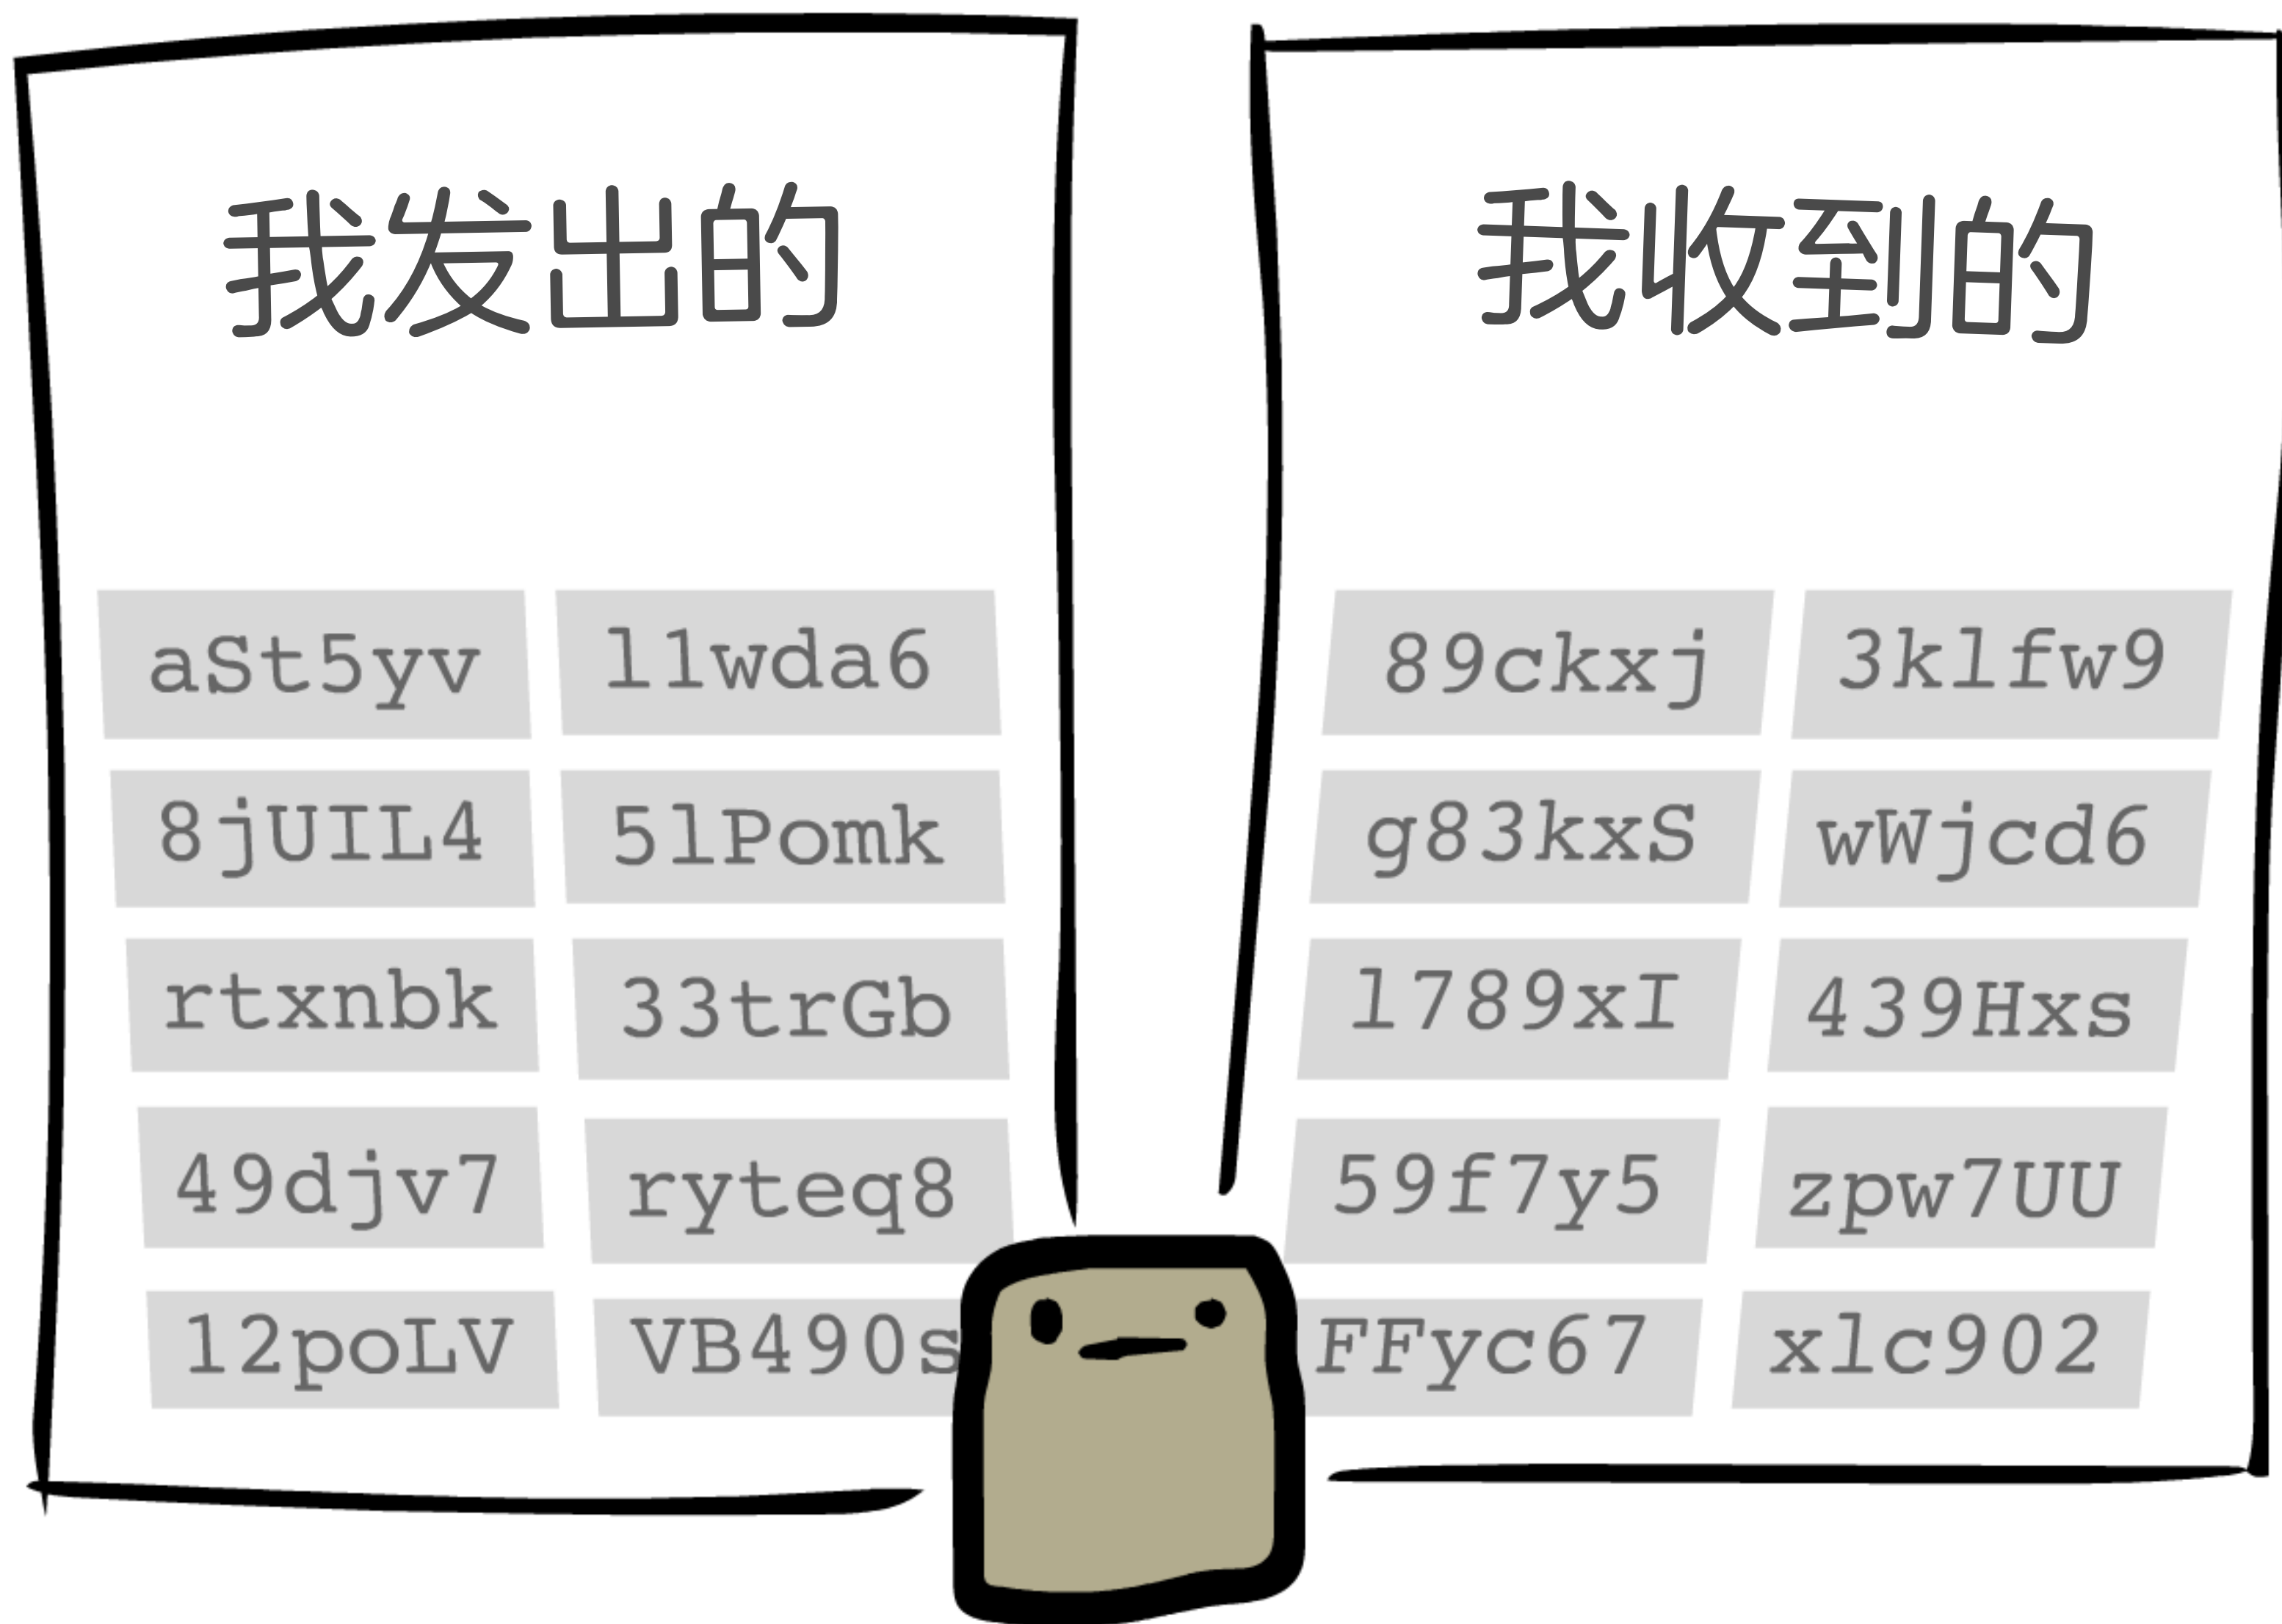 我发出的
aSt5yv l1wda6
8jUIL4 5lPomk
rtxnbk 33trGb
49djv7 ryteq8
12poLV VB490s
我收到的
89ckxj 3klfw9
g83kxS wWjcd6
l789xI 439Hxs
59f7y5 zpw7UU
FFyc67 xlc902